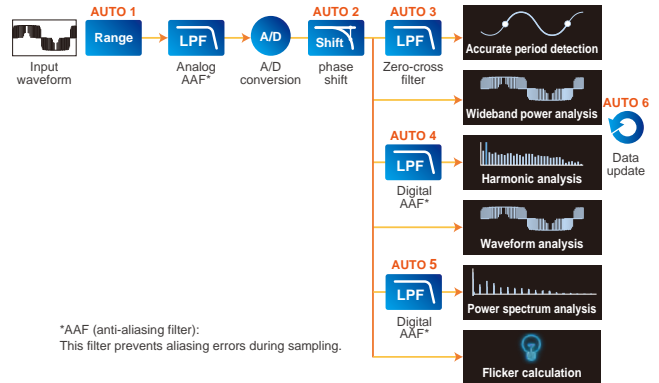 AUTO 1
Range
Input
waveform
LPF
Analog
AAF*
A/D
A/D
conversion
AUTO 2
Shift
phase
shift
AUTO 3
LPF
Zero-cross
filter
Accurate period detection
Wideband power analysis
AUTO 4
LPF
Digital
AAF*
Harmonic analysis
AUTO 6
Data
update
Waveform analysis
AUTO 5
LPF
Digital
AAF*
Power spectrum analysis
Flicker calculation
*AAF (anti-aliasing filter):
This filter prevents aliasing errors during sampling.